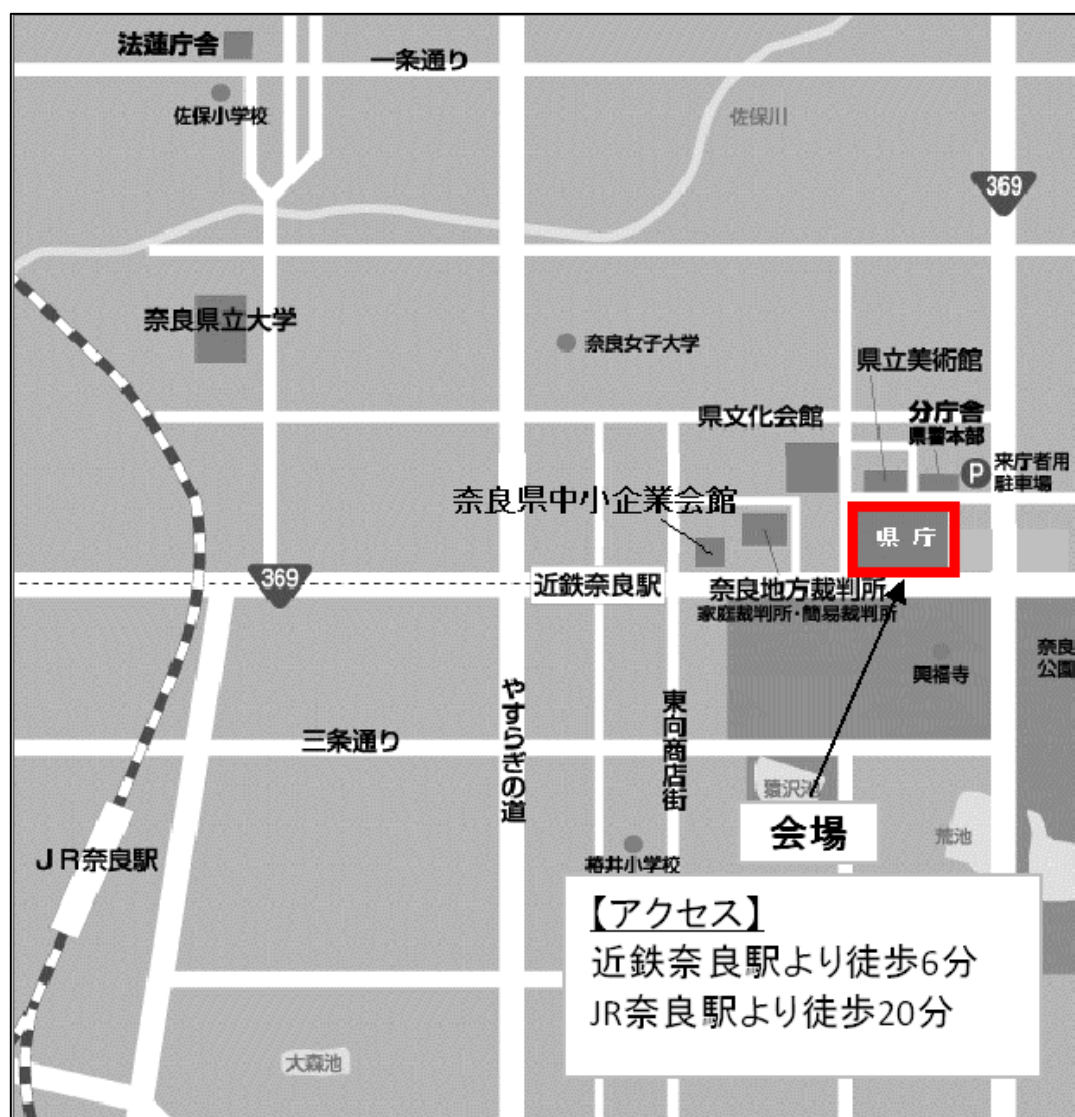 法蓮庁舎
一条通り
佐保小学校
佐保川
369
奈良県立大学
奈良女子大学
県立美術館
県文化会館
分庁舎
県警本部
P
来庁者用
駐車場
奈良県中小企業会館
県 庁
369
近鉄奈良駅
奈良地方裁判所
家庭裁判所・簡易裁判所
興福寺
奈良
公園
やすらぎの道
東向商店街
三条通り
猿沢池
会場
荒池
JR奈良駅
椿井小学校
【アクセス】
近鉄奈良駅より徒歩6分
JR奈良駅より徒歩20分
大森池